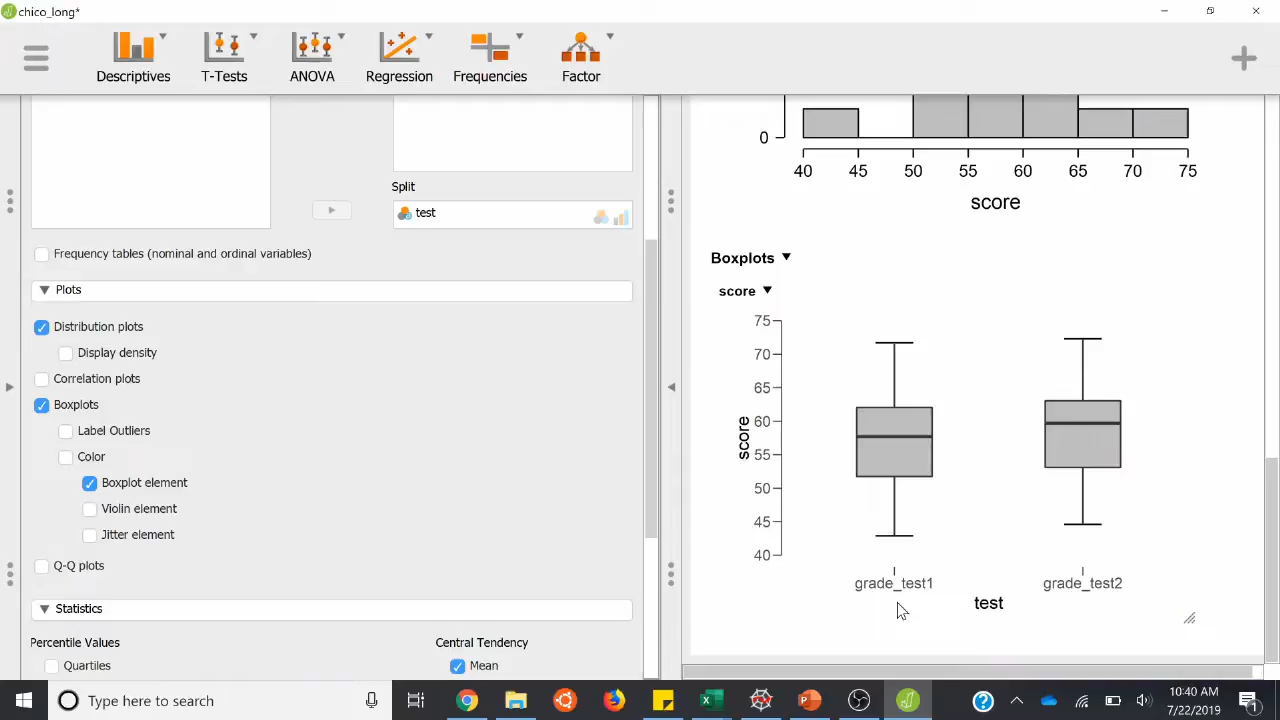 chico_long*
Descriptives
T-Tests
ANOVA
Regression
Frequencies
Factor
Split
test
Frequency tables (nominal and ordinal variables)
Plots
Distribution plots
Display density
Correlation plots
Boxplots
Label Outliers
Color
Boxplot element
Violin element
Jitter element
Q-Q plots
Statistics
Percentile Values
Central Tendency
Quartiles
Mean
0
40 45 50 55 60 65 70 75
score
Boxplots
score
75
70
65
60
55
50
45
40
score
grade_test1
grade_test2
test
Type here to search
10:40 AM
7/22/2019
1